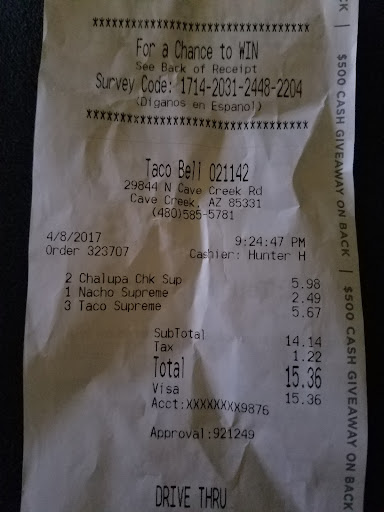 xxxxxxxxxxxxxxxxxxxxxxxxxxxxxxxx
For a Chance to WIN
See Back of Receipt
Survey Code: 1714-2031-2448-2204
(Diganos en Espanol)
xxxxxxxxxxxxxxxxxxxxxxxxxxxxxxxx
Taco Bell 021142
29844 N Cave Creek Rd
Cave Creek, AZ 85331
(480)585-5781
4/8/2017 9:24:47 PM
Order 323707 Cashier: Hunter H
2 Chalupa Chk Sup 5.98
1 Nacho Supreme 2.49
3 Taco Supreme 5.67
SubTotal 14.14
Tax 1.22
Total 15.36
Visa 15.36
Acct:XXXXXXXX9876
Approval:921249
DRIVE THRU
CK | $500 CASH GIVEAWAY ON BACK | $500 CASH GIVEAWAY ON BACK